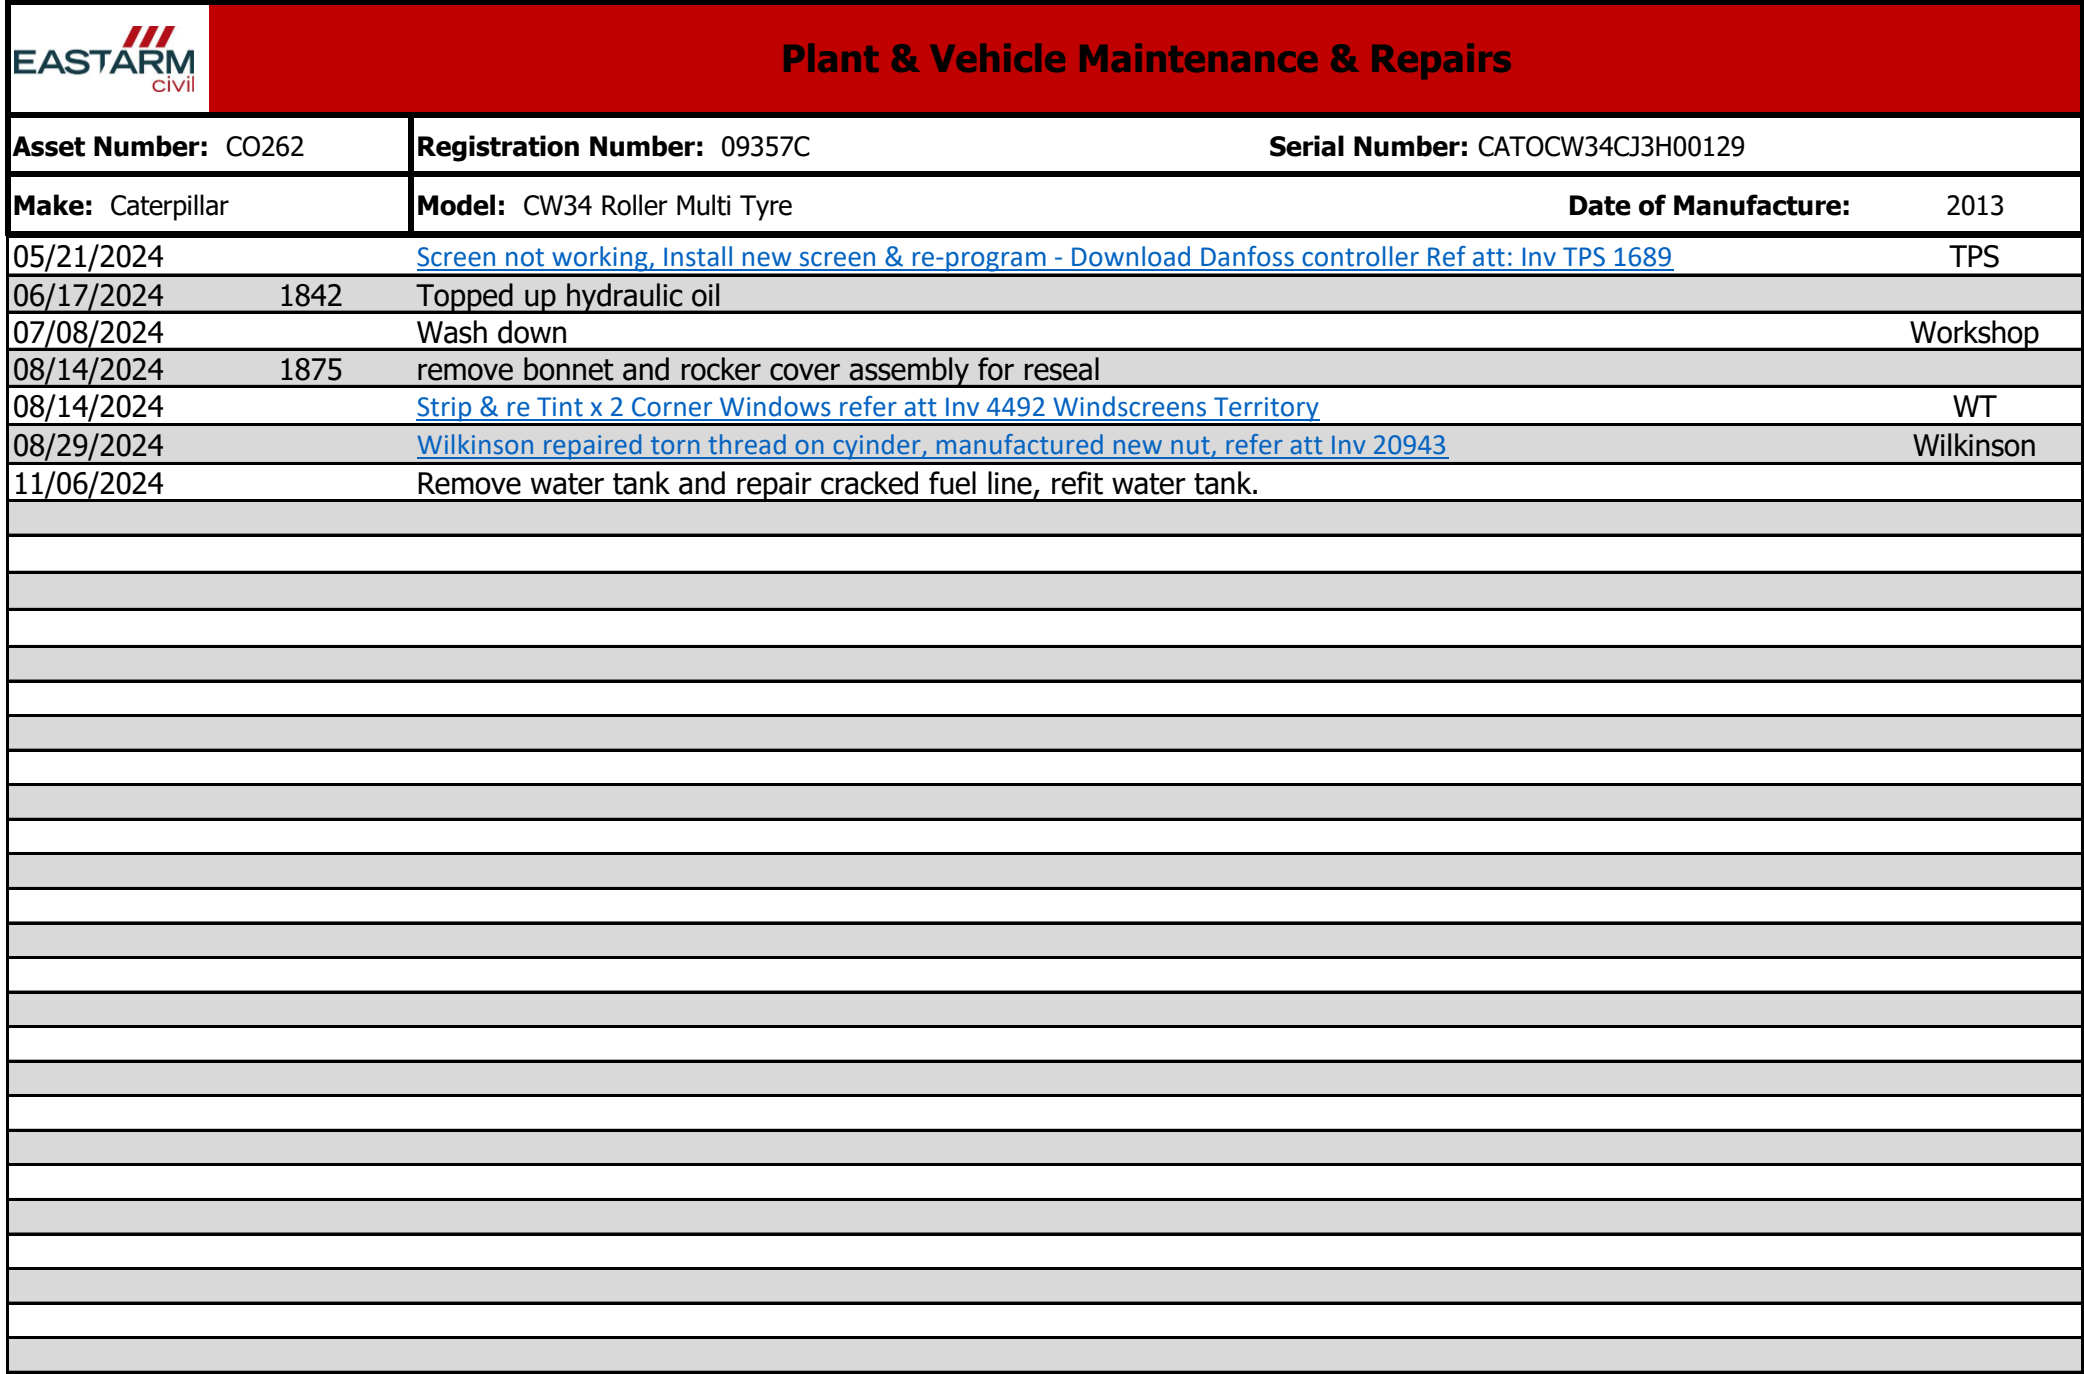 EASTARM
civil
Plant & Vehicle Maintenance & Repairs
Asset Number: CO262 Registration Number: 09357C Serial Number: CATOCW34CJ3H00129
Make: Caterpillar Model: CW34 Roller Multi Tyre Date of Manufacture: 2013
05/21/2024 Screen not working, Install new screen & re-program - Download Danfoss controller Ref att: Inv TPS 1689 TPS
06/17/2024 1842 Topped up hydraulic oil
07/08/2024 Wash down Workshop
08/14/2024 1875 remove bonnet and rocker cover assembly for reseal
08/14/2024 Strip & re Tint x 2 Corner Windows refer att Inv 4492 Windscreens Territory WT
08/29/2024 Wilkinson repaired torn thread on cyinder, manufactured new nut, refer att Inv 20943 Wilkinson
11/06/2024 Remove water tank and repair cracked fuel line, refit water tank.